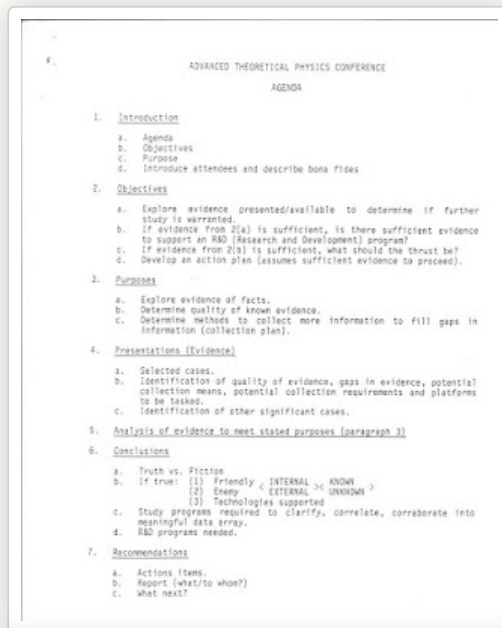 ADVANCED THEORETICAL PHYSICS CONFERENCE
AGENDA
1. Introduction
a. Agenda
b. Objectives
c. Purpose
d. Introduce attendees and describe bona fides
2. Objectives
a. Explore evidence presented/available to determine if further
study is warranted.
b. If evidence from 2(a) is sufficient, is there sufficient evidence
to support an R&D (Research and Development) program?
c. If evidence from 2(b) is sufficient, what should the thrust be?
d. Develop an action plan (assumes sufficient evidence to proceed).
3. Purposes
a. Explore evidence of facts.
b. Determine quality of known evidence.
c. Determine methods to collect more information to fill gaps in
information (collection plan).
4. Presentations (Evidence)
a. Selected cases.
b. Identification of quality of evidence, gaps in evidence, potential
collection means, potential collection requirements and platforms
to be tasked.
c. Identification of other significant cases.
5. Analysis of evidence to meet stated purposes (paragraph 3)
6. Conclusions
a. Truth vs. Fiction
b. If true: (1) Friendly < INTERNAL >< KNOWN >
(2) Enemy EXTERNAL UNKNOWN
(3) Technologies supported
c. Study programs required to clarify, correlate, corraborate into
meaningful data array.
d. R&D programs needed.
7. Recommendations
a. Actions items.
b. Report (what/to whom?)
c. What next?